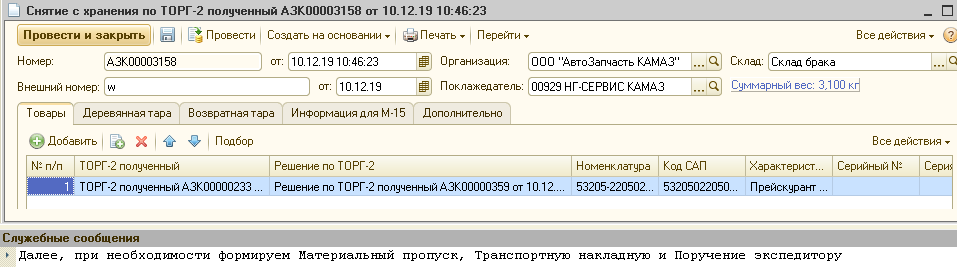 Снятие с хранения по ТОРГ-2 полученный АЗК00003158 от 10.12.19 10:46:23
Провести и закрыть Провести Создать на основании Печать Перейти Все действия
Номер: АЗК00003158 от: 10.12.19 10:46:23 Организация: ООО "АвтоЗапчасть КАМАЗ" ... Склад: Склад брака ...
Внешний номер: w от: 10.12.19 Поклажедатель: 00929 НГ-СЕРВИС КАМАЗ ... Суммарный вес: 3,100 кг
Товары Деревянная тара Возвратная тара Информация для М-15 Дополнительно
Добавить Подбор Все действия
N° п/п ТОРГ-2 полученный Решение по ТОРГ-2 Номенклатура Код САП Характерист... Серийный N°
1 ТОРГ-2 полученный АЗК00000233 ... Решение по ТОРГ-2 полученный АЗК00000359 от 10.12.... 53205-220502... 53205022050... Прейскурант ...
Служебные сообщения
Далее, при необходимости формируем Материальный пропуск, Транспортную накладную и Поручение экспедитору